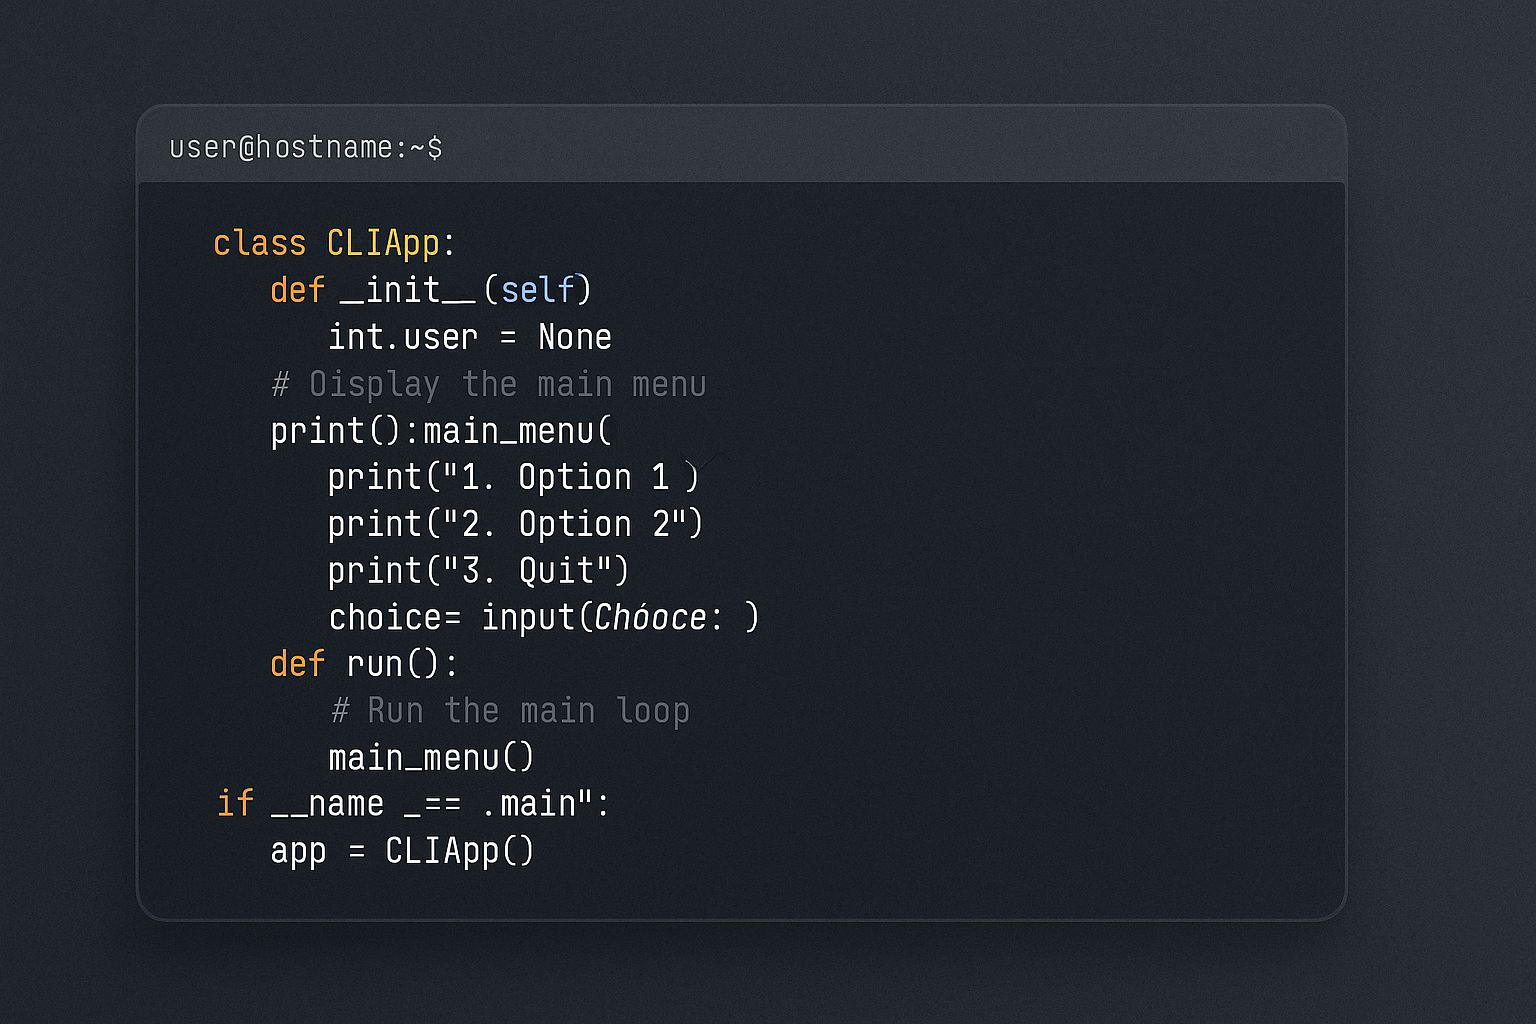 user@hostname:~$
class CLIApp:
def __init__(self)
int.user = None
# Oisplay the main menu
print():main_menu(
print("1. Option 1 )
print("2. Option 2")
print("3. Quit")
choice= input(Chóoce: )
def run():
# Run the main loop
main_menu()
if __name _== .main":
app = CLIApp()